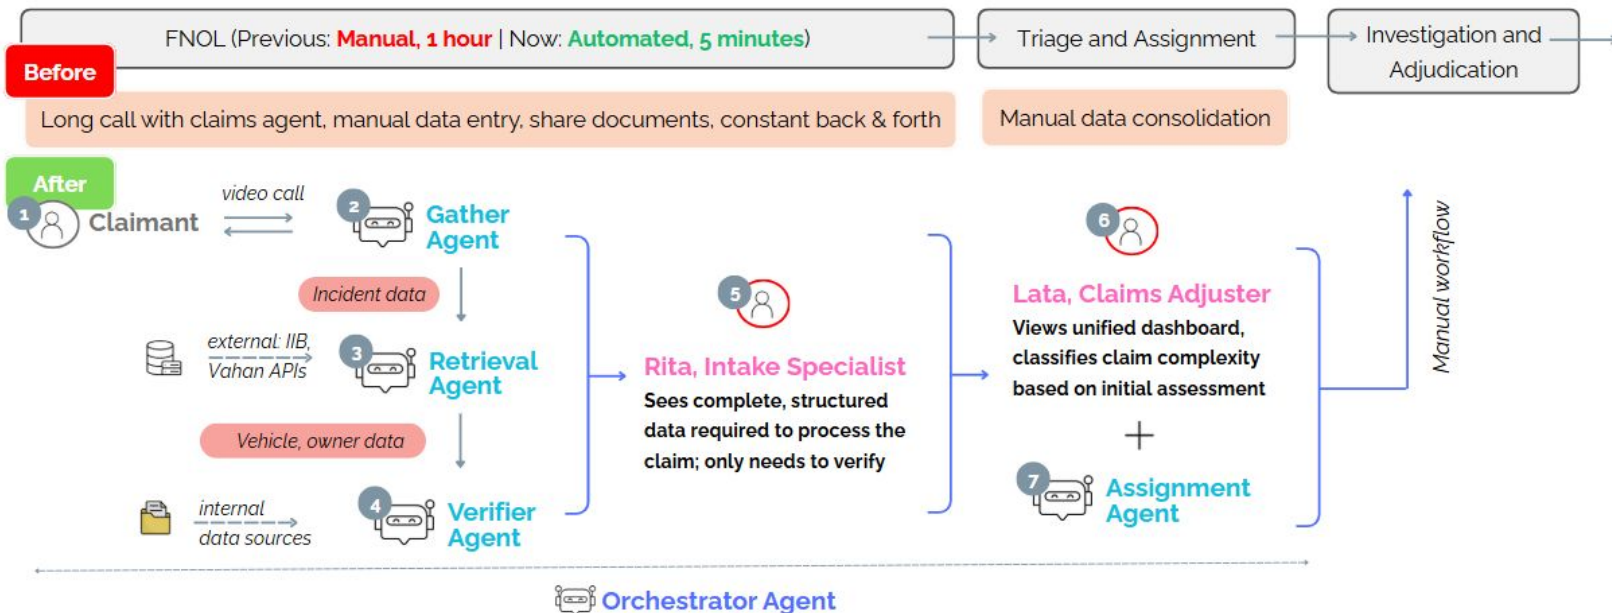 FNOL (Previous: Manual, 1 hour | Now: Automated, 5 minutes)
Triage and Assignment
Investigation and
Adjudication
Before
Long call with claims agent, manual data entry, share documents, constant back & forth
Manual data consolidation
After
1
Claimant
video call
2
Gather
Agent
Incident data
external: IIB,
Vahan APIs
3
Retrieval
Agent
Vehicle, owner data
internal
data sources
4
Verifier
Agent
5
Rita, Intake Specialist
Sees complete, structured
data required to process the
claim; only needs to verify
6
Lata, Claims Adjuster
Views unified dashboard,
classifies claim complexity
based on initial assessment
+
7
Assignment
Agent
Manual workflow
Orchestrator Agent